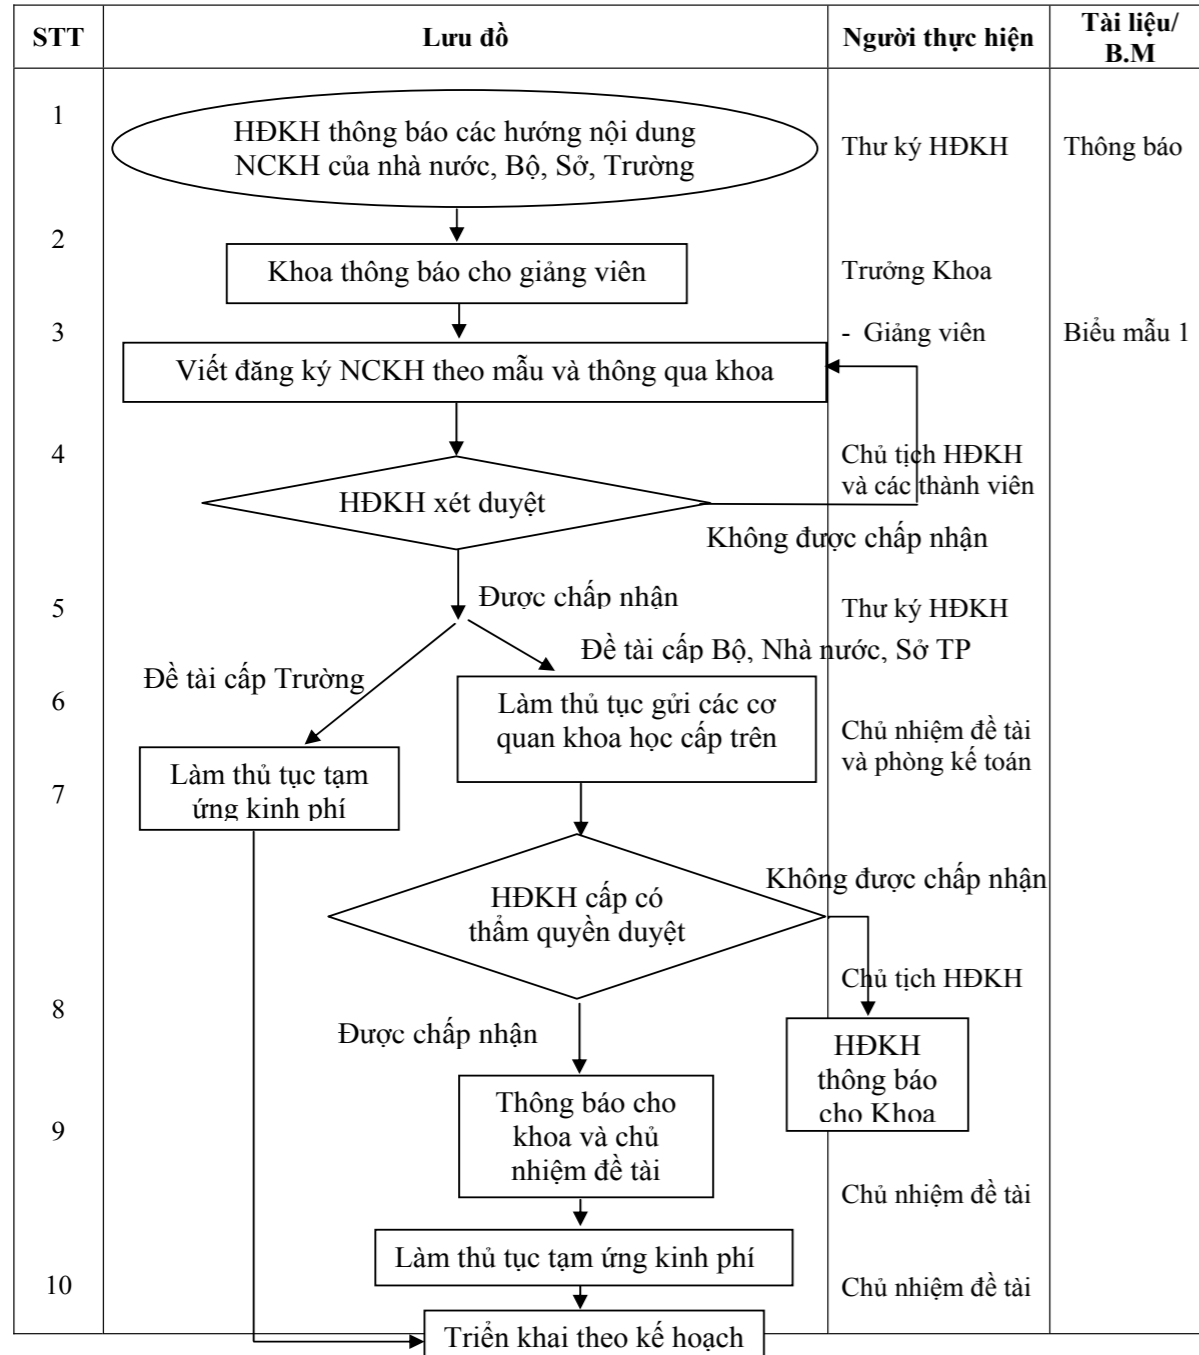 STT
Lưu đồ
Người thực hiện
Tài liệu/
B.M
1
HĐKH thông báo các hướng nội dung
NCKH của nhà nước, Bộ, Sở, Trường
Thư ký HĐKH
Thông báo
2
Khoa thông báo cho giảng viên
Trưởng Khoa
3
- Giảng viên
Biểu mẫu 1
Viết đăng ký NCKH theo mẫu và thông qua khoa
4
Chủ tịch HĐKH
và các thành viên
HĐKH xét duyệt
Không được chấp nhận
Được chấp nhận
5
Thư ký HĐKH
Đề tài cấp Bộ, Nhà nước, Sở TP
Đề tài cấp Trường
6
Làm thủ tục gửi các cơ
quan khoa học cấp trên
Chủ nhiệm đề tài
và phòng kế toán
Làm thủ tục tạm
ứng kinh phí
7
Không được chấp nhận
HĐKH cấp có
thẩm quyền duyệt
Chủ tịch HĐKH
8
Được chấp nhận
HĐKH
thông báo
cho Khoa
Thông báo cho
khoa và chủ
nhiệm đề tài
9
Chủ nhiệm đề tài
Làm thủ tục tạm ứng kinh phí
10
Chủ nhiệm đề tài
Triển khai theo kế hoạch